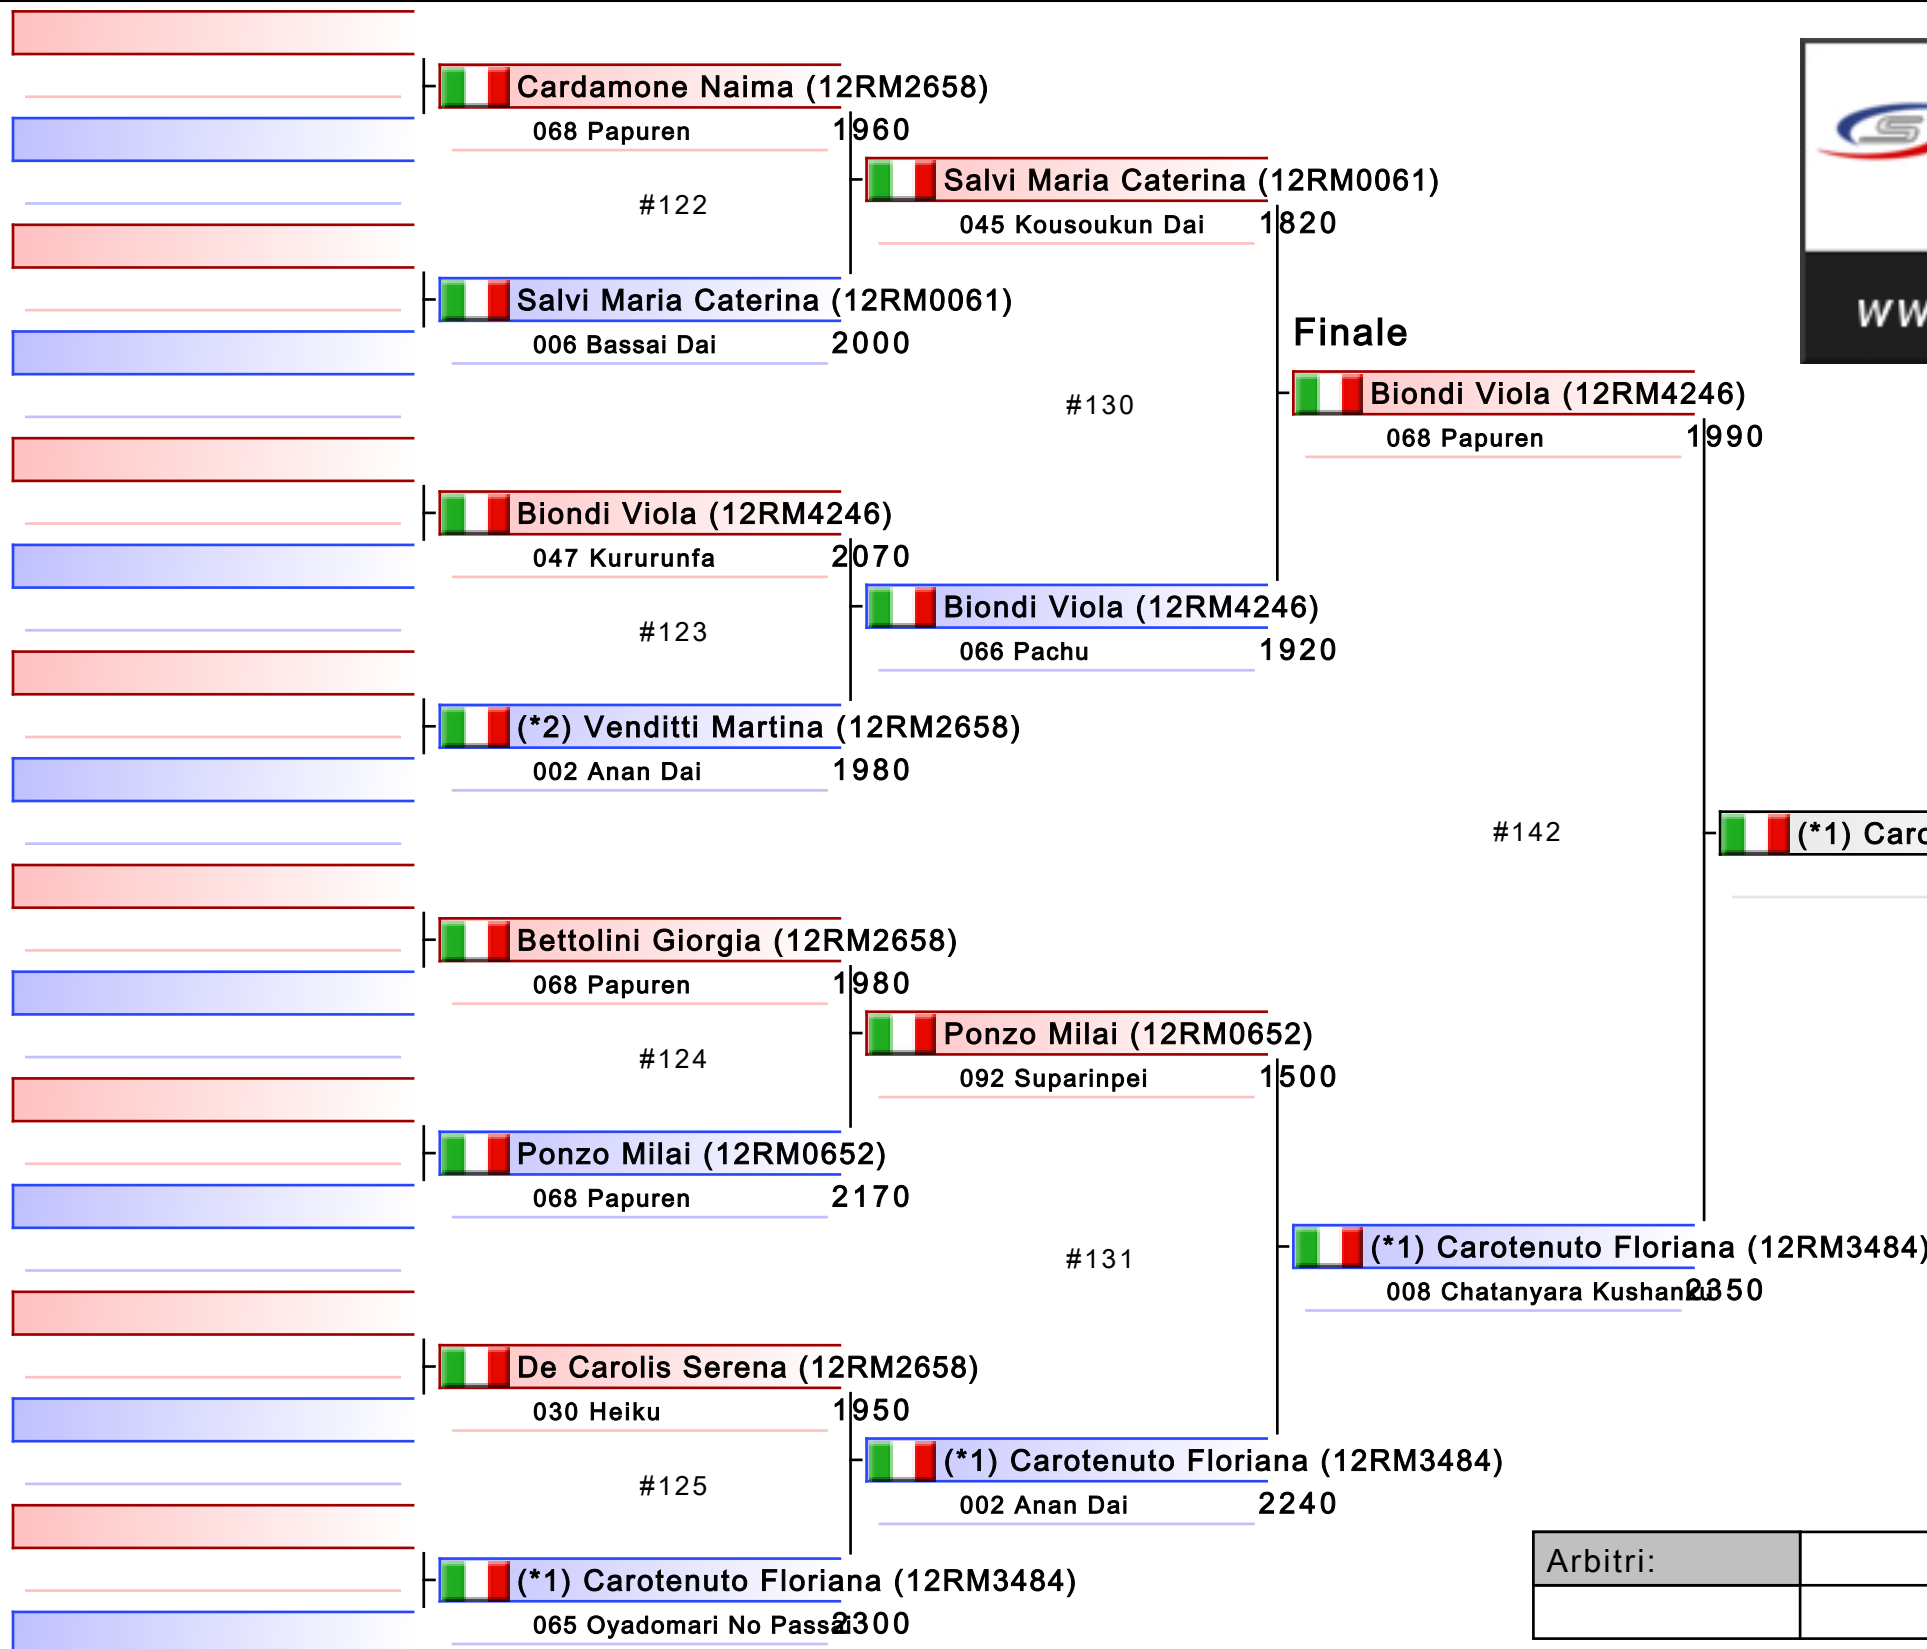 Cardamone Naima (12RM2658)
068 Papuren 1960
#122
Salvi Maria Caterina (12RM0061)
006 Bassai Dai 2000
Biondi Viola (12RM4246)
047 Kururunfa 2070
#123
(*2) Venditti Martina (12RM2658)
002 Anan Dai 1980
Bettolini Giorgia (12RM2658)
068 Papuren 1980
#124
Ponzo Milai (12RM0652)
068 Papuren 2170
De Carolis Serena (12RM2658)
030 Heiku 1950
#125
(*1) Carotenuto Floriana (12RM3484)
065 Oyadomari No Passai 2300
Salvi Maria Caterina (12RM0061)
045 Kousoukun Dai 1820
#130
Biondi Viola (12RM4246)
066 Pachu 1920
Ponzo Milai (12RM0652)
092 Suparinpei 1500
#131
(*1) Carotenuto Floriana (12RM3484)
002 Anan Dai 2240
Finale
Biondi Viola (12RM4246)
068 Papuren 1990
#142
(*1) Carotenuto Floriana (12RM3484)
008 Chatanyara Kushanku 2350
(*1) Caro
S
ww
Arbitri: